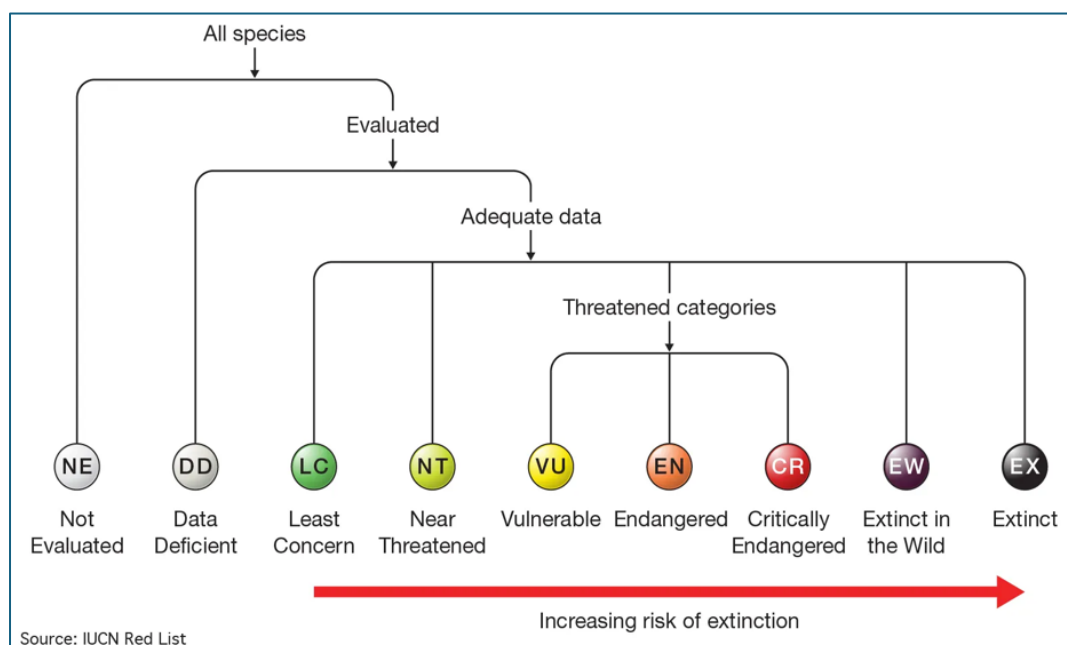 All species
Evaluated
Adequate data
Threatened categories
NE
DD
LC
NT
VU
EN
CR
EW
EX
Not
Evaluated
Data
Deficient
Least
Concern
Near
Threatened
Vulnerable
Endangered
Critically
Endangered
Extinct in
the Wild
Extinct
Increasing risk of extinction
Source: IUCN Red List